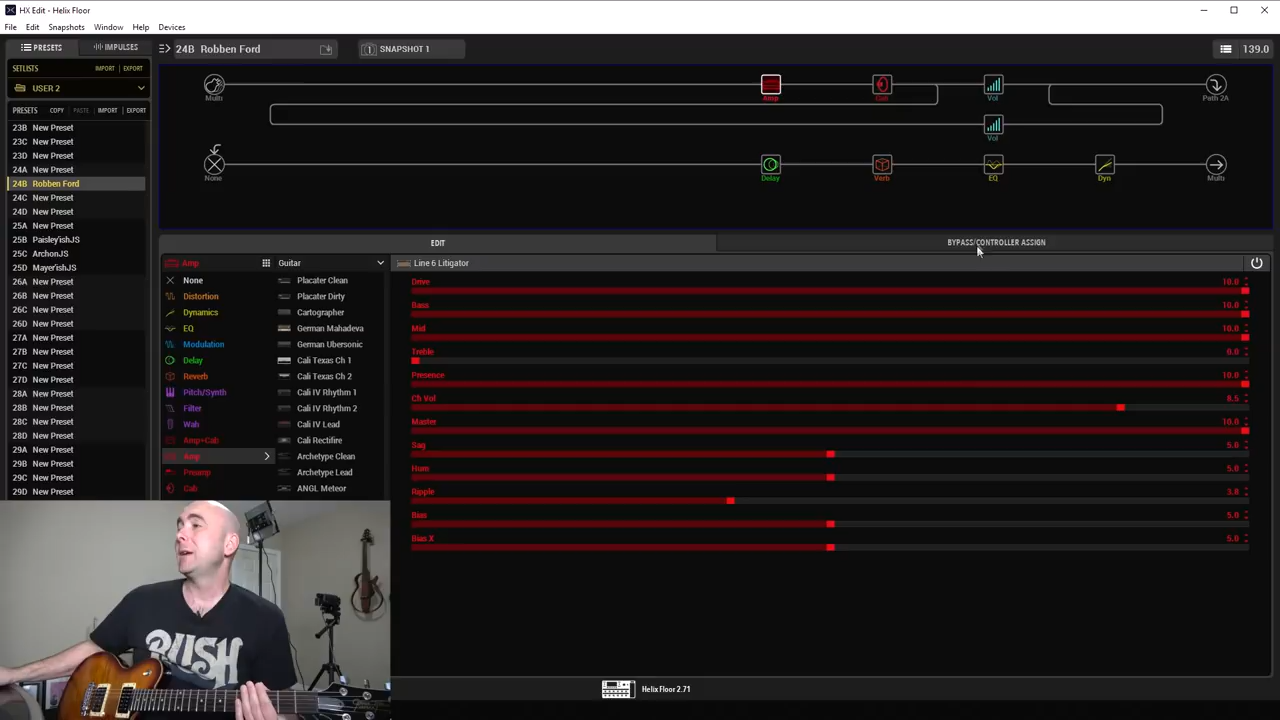 HX Edit - Helix Floor
File Edit Snapshots Window Help Devices
PRESETS IMPULSES
24B Robben Ford
1 SNAPSHOT 1
139.0
SETLISTS IMPORT EXPORT
USER 2
PRESETS COPY PASTE IMPORT EXPORT
23B New Preset
23C New Preset
23D New Preset
24A New Preset
24B Robben Ford
24C New Preset
24D New Preset
25A New Preset
25B Paisley'ishJS
25C ArchonJS
25D Mayer'ishJS
26A New Preset
26B New Preset
26C New Preset
26D New Preset
27A New Preset
27B New Preset
27C New Preset
27D New Preset
28A New Preset
28B New Preset
28C New Preset
28D New Preset
29A New Preset
29B New Preset
29C New Preset
29D New Preset
Multi Amp Cab Vol Path 2A
Vol
None Delay Verb EQ Dyn Multi
EDIT
BYPASS/CONTROLLER ASSIGN
Amp
None
Distortion
Dynamics
EQ
Modulation
Delay
Reverb
Pitch/Synth
Filter
Wah
Amp+Cab
Amp
Preamp
Cab
Guitar
Placater Clean
Placater Dirty
Cartographer
German Mahadeva
German Ubersonic
Cali Texas Ch 1
Cali Texas Ch 2
Cali IV Rhythm 1
Cali IV Rhythm 2
Cali IV Lead
Cali Rectifire
Archetype Clean
Archetype Lead
ANGL Meteor
Line 6 Litigator
Drive 10.0
Bass 10.0
Mid 10.0
Treble 0.0
Presence 10.0
Ch Vol 8.5
Master 10.0
Sag 5.0
Hum 5.0
Ripple 3.8
Bias 5.0
Bias X 5.0
RUSH
Helix Floor 2.71